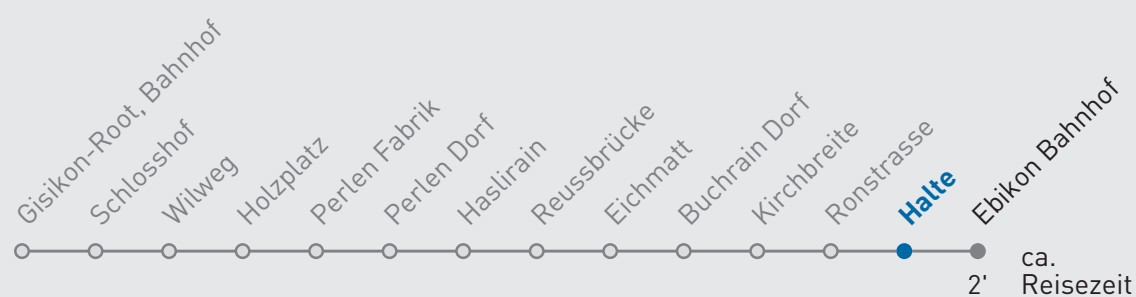 Gisikon-Root, Bahnhof
Schlosshof
Wilweg
Holzplatz
Perlen Fabrik
Perlen Dorf
Haslirain
Reussbrücke
Eichmatt
Buchrain Dorf
Kirchbreite
Ronstrasse
Halte
Ebikon Bahnhof
ca.
2' Reisezeit